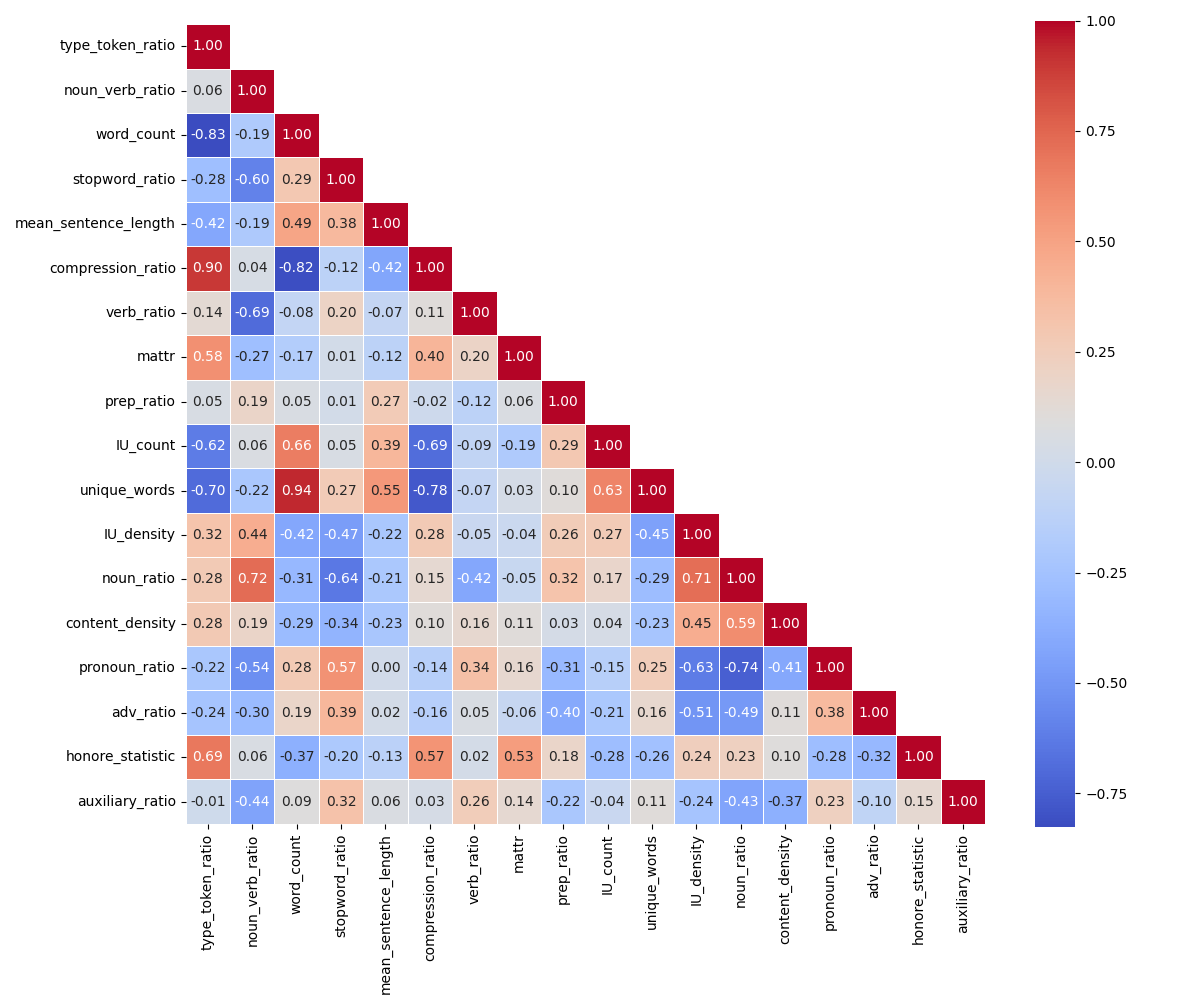 type_token_ratio 1.00
noun_verb_ratio 0.06 1.00
word_count -0.83 -0.19 1.00
stopword_ratio -0.28 -0.60 0.29 1.00
mean_sentence_length -0.42 -0.19 0.49 0.38 1.00
compression_ratio 0.90 0.04 -0.82 -0.12 -0.42 1.00
verb_ratio 0.14 -0.69 -0.08 0.20 -0.07 0.11 1.00
mattr 0.58 -0.27 -0.17 0.01 -0.12 0.40 0.20 1.00
prep_ratio 0.05 0.19 0.05 0.01 0.27 -0.02 -0.12 0.06 1.00
IU_count -0.62 0.06 0.66 0.05 0.39 -0.69 -0.09 -0.19 0.29 1.00
unique_words -0.70 -0.22 0.94 0.27 0.55 -0.78 -0.07 0.03 0.10 0.63 1.00
IU_density 0.32 0.44 -0.42 -0.47 -0.22 0.28 -0.05 -0.04 0.26 0.27 -0.45 1.00
noun_ratio 0.28 0.72 -0.31 -0.64 -0.21 0.15 -0.42 -0.05 0.32 0.17 -0.29 0.71 1.00
content_density 0.28 0.19 -0.29 -0.34 -0.23 0.10 0.16 0.11 0.03 0.04 -0.23 0.45 0.59 1.00
pronoun_ratio -0.22 -0.54 0.28 0.57 0.00 -0.14 0.34 0.16 -0.31 -0.15 0.25 -0.63 -0.74 -0.41 1.00
adv_ratio -0.24 -0.30 0.19 0.39 0.02 -0.16 0.05 -0.06 -0.40 -0.21 0.16 -0.51 -0.49 0.11 0.38 1.00
honore_statistic 0.69 0.06 -0.37 -0.20 -0.13 0.57 0.02 0.53 0.18 -0.28 -0.26 0.24 0.23 0.10 -0.28 -0.32 1.00
auxiliary_ratio -0.01 -0.44 0.09 0.32 0.06 0.03 0.26 0.14 -0.22 -0.04 0.11 -0.24 -0.43 -0.37 0.23 -0.10 0.15 1.00
type_token_ratio
noun_verb_ratio
word_count
stopword_ratio
mean_sentence_length
compression_ratio
verb_ratio
mattr
prep_ratio
IU_count
unique_words
IU_density
noun_ratio
content_density
pronoun_ratio
adv_ratio
honore_statistic
auxiliary_ratio
1.00
0.75
0.50
0.25
0.00
−0.25
−0.50
−0.75